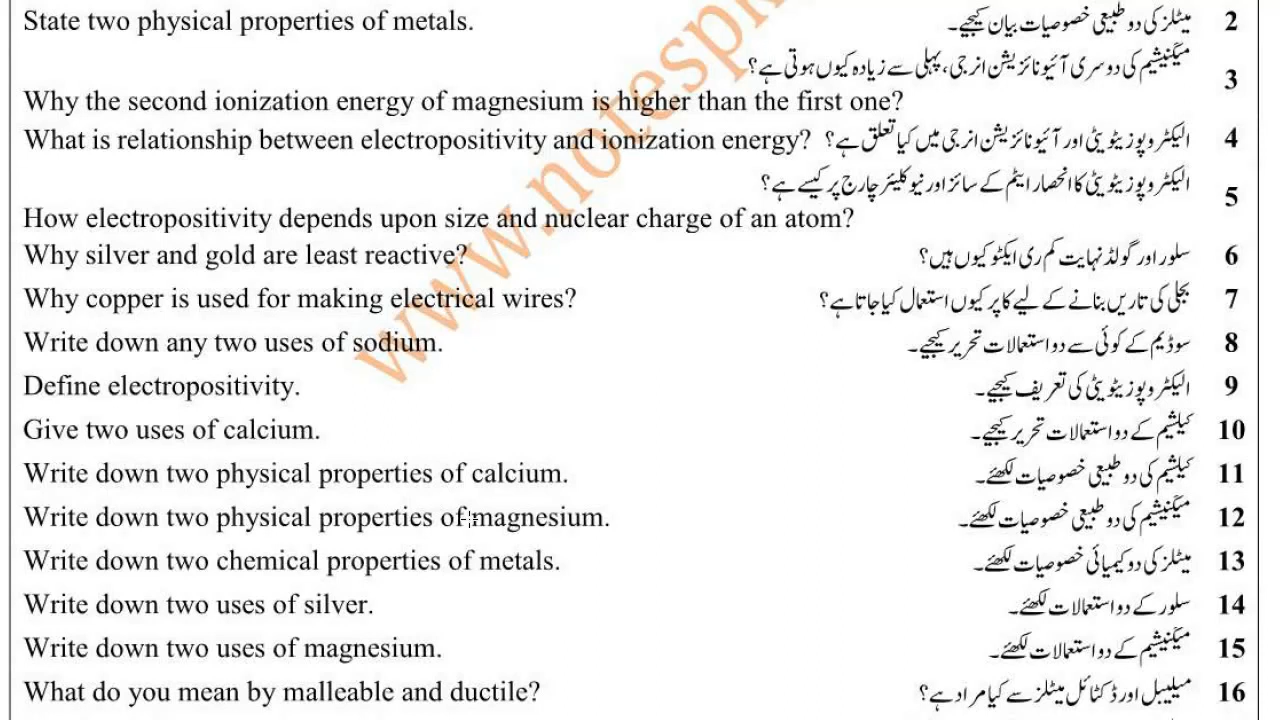 State two physical properties of metals. میٹلز کی دو طبیعی خصوصیات بیان کیجیے۔ 2
میگنیشیم کی دوسری آئیونائزیشن انرجی، پہلی سے زیادہ کیوں ہوتی ہے؟ 3
Why the second ionization energy of magnesium is higher than the first one?
What is relationship between electropositivity and ionization energy? الیکٹروپوزیٹویٹی اور آئیونائزیشن انرجی میں کیا تعلق ہے؟ 4
الیکٹروپوزیٹویٹی کا انحصار ایٹم کے سائز اور نیوکلیئر چارج پر کیسے ہے؟ 5
How electropositivity depends upon size and nuclear charge of an atom?
Why silver and gold are least reactive? سلور اور گولڈ نہایت کم ری ایکٹو کیوں ہیں؟ 6
Why copper is used for making electrical wires? بجلی کی تاریں بنانے کے لیے کاپر کیوں استعمال کیا جاتا ہے؟ 7
Write down any two uses of sodium. سوڈیم کے کوئی سے دو استعمالات تحریر کیجیے۔ 8
Define electropositivity. الیکٹروپوزیٹویٹی کی تعریف کیجیے۔ 9
Give two uses of calcium. کیلشیم کے دو استعمالات تحریر کیجیے۔ 10
Write down two physical properties of calcium. کیلشیم کی دو طبیعی خصوصیات لکھئے۔ 11
Write down two physical properties of magnesium. میگنیشیم کی دو طبیعی خصوصیات لکھئے۔ 12
Write down two chemical properties of metals. میٹلز کی دو کیمیائی خصوصیات لکھئے۔ 13
Write down two uses of silver. سلور کے دو استعمالات لکھئے۔ 14
Write down two uses of magnesium. میگنیشیم کے دو استعمالات لکھئے۔ 15
What do you mean by malleable and ductile? میلیبل اور ڈکٹائل میٹلز سے کیا مراد ہے؟ 16
www.notespk